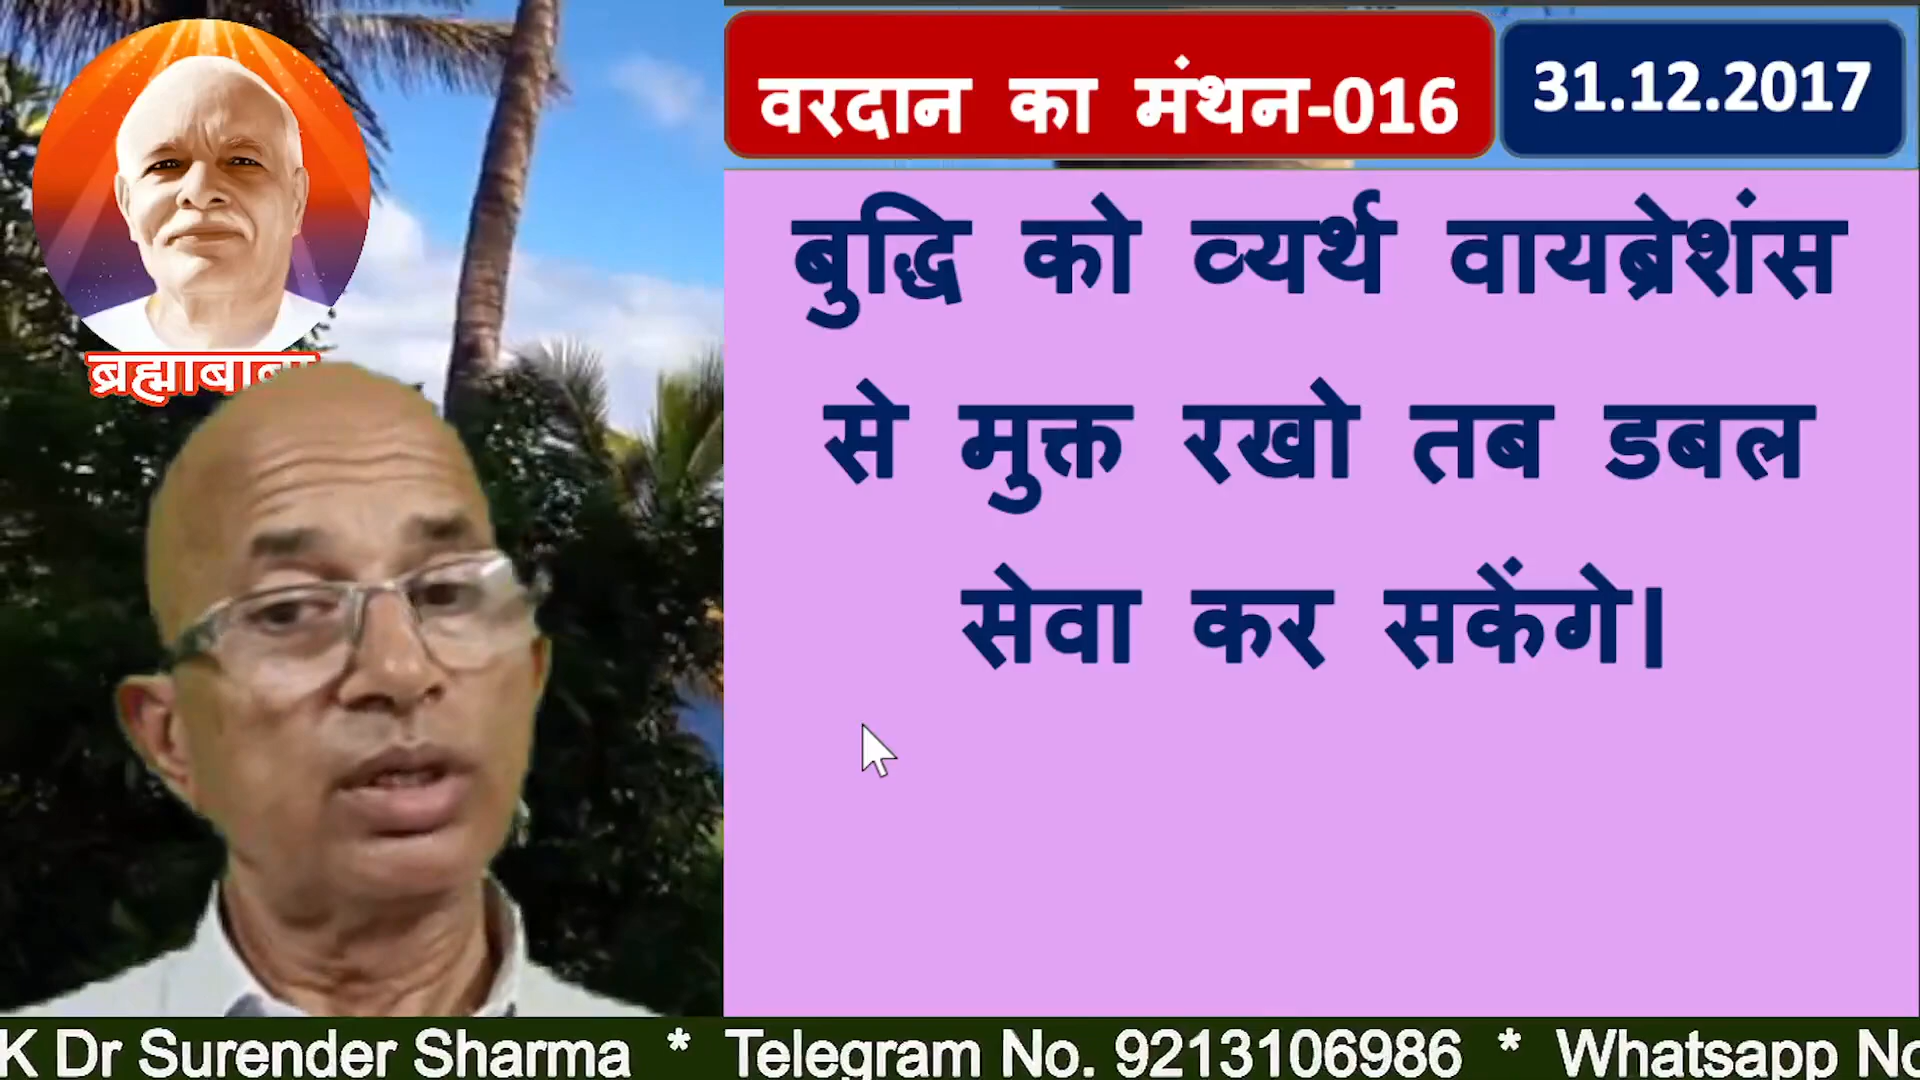 वरदान का मंथन-016
31.12.2017
ब्रह्माबाबा
बुद्धि को व्यर्थ वायब्रेशंस
से मुक्त रखो तब डबल
सेवा कर सकेंगे।
K Dr Surender Sharma * Telegram No. 9213106986 * Whatsapp No